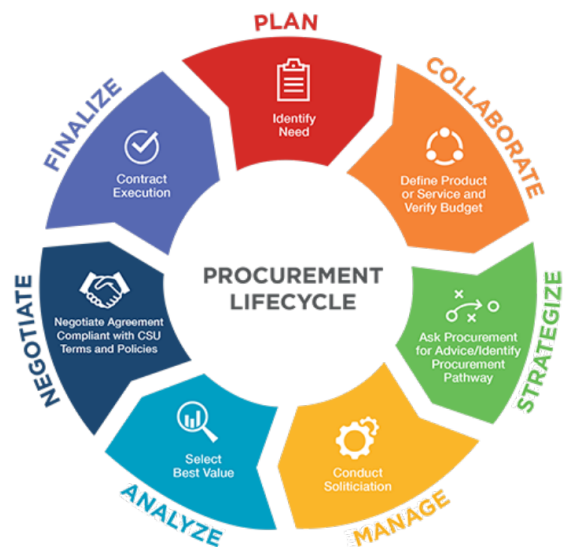 PLAN
Identify
Need
COLLABORATE
Define Product
or Service and
Verify Budget
STRATEGIZE
Ask Procurement
for Advice/Identify
Procurement
Pathway
MANAGE
Conduct
Soliticiation
ANALYZE
Select
Best Value
NEGOTIATE
Negotiate Agreement
Compliant with CSU
Terms and Policies
FINALIZE
Contract
Execution
PROCUREMENT
LIFECYCLE